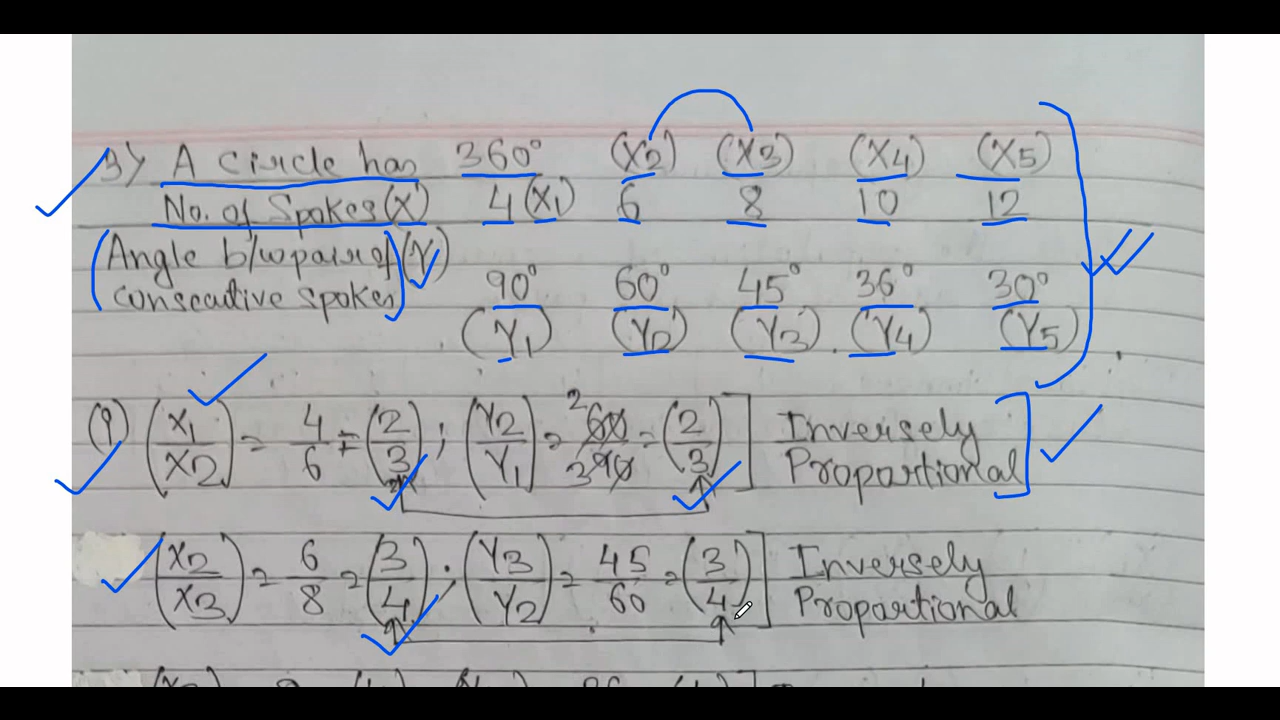 3) A circle has 360° (X2) (X3) (X4) (X5)
No. of Spokes (X) 4 (X1) 6 8 10 12
Angle b/w pair of (Y)
consecutive spokes 90° 60° 45° 36° 30°
(Y1) (Y2) (Y3) (Y4) (Y5)
(i) (X1/X2) = 4/6 = (2/3) ; (Y2/Y1) = 60/90 = (2/3) ] Inversely
Proportional
(X2/X3) = 6/8 = (3/4) ; (Y3/Y2) = 45/60 = (3/4) ] Inversely
Proportional